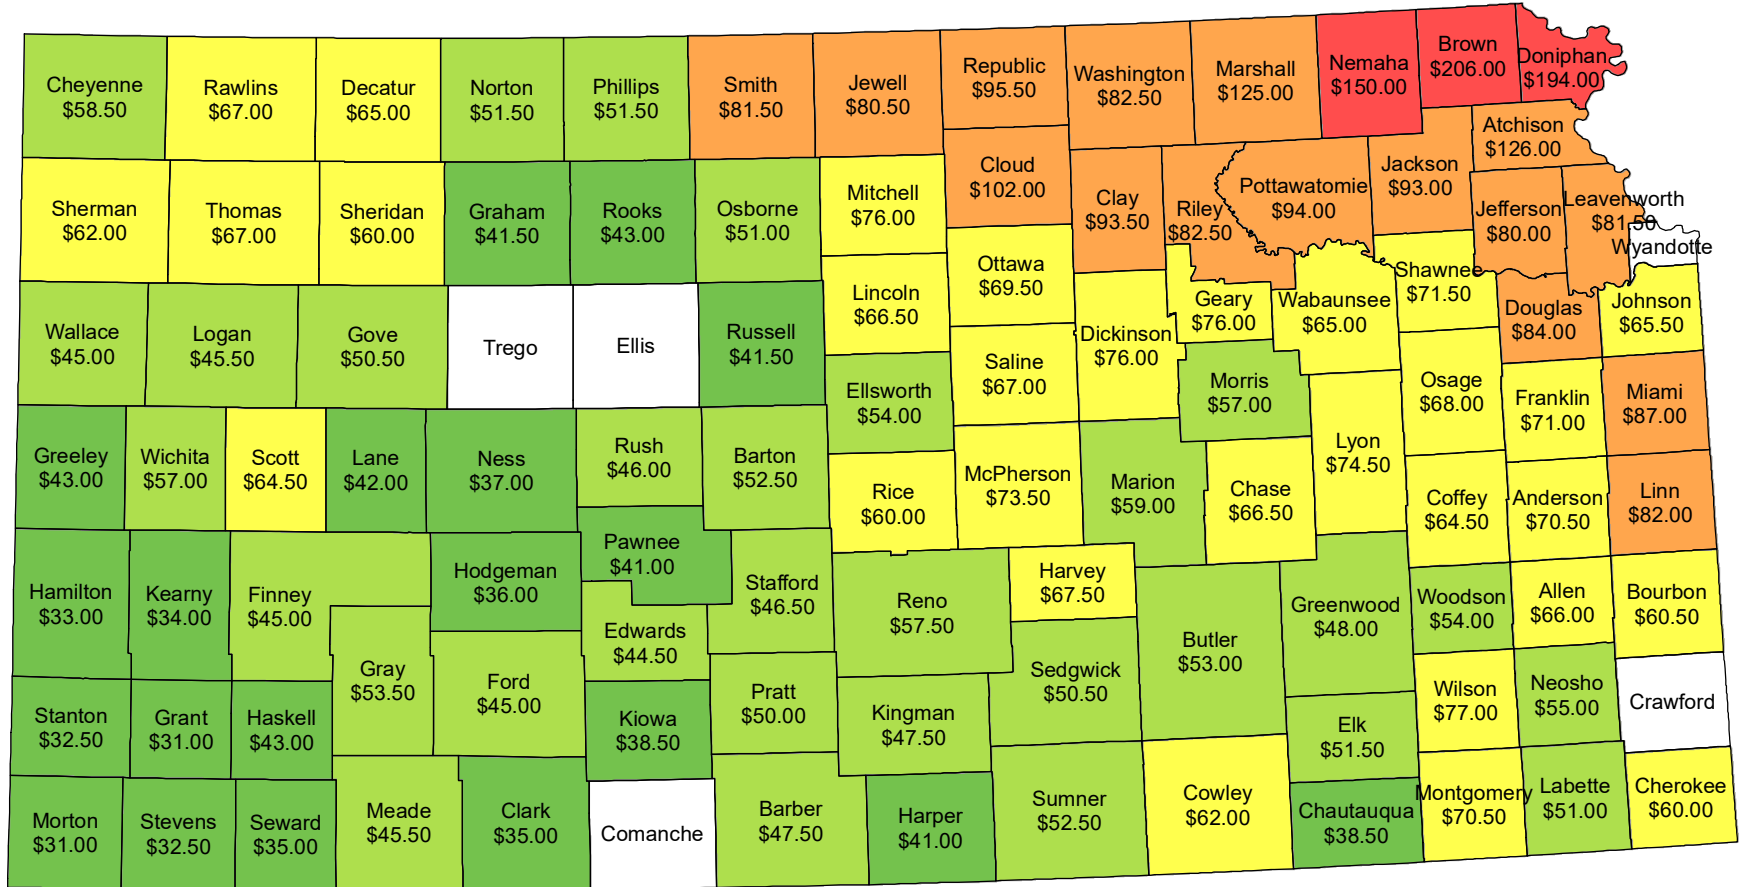 Cheyenne
$58.50
Rawlins
$67.00
Decatur
$65.00
Norton
$51.50
Phillips
$51.50
Smith
$81.50
Jewell
$80.50
Republic
$95.50
Washington
$82.50
Marshall
$125.00
Nemaha
$150.00
Brown
$206.00
Doniphan
$194.00
Sherman
$62.00
Thomas
$67.00
Sheridan
$60.00
Graham
$41.50
Rooks
$43.00
Osborne
$51.00
Mitchell
$76.00
Cloud
$102.00
Clay
$93.50
Riley
$82.50
Pottawatomie
$94.00
Jackson
$93.00
Atchison
$126.00
Jefferson
$80.00
Leavenworth
$81.50
Wyandotte
Wallace
$45.00
Logan
$45.50
Gove
$50.50
Trego
Ellis
Russell
$41.50
Lincoln
$66.50
Ottawa
$69.50
Saline
$67.00
Dickinson
$76.00
Geary
$76.00
Wabaunsee
$65.00
Shawnee
$71.50
Douglas
$84.00
Johnson
$65.50
Ellsworth
$54.00
Morris
$57.00
Osage
$68.00
Franklin
$71.00
Miami
$87.00
Greeley
$43.00
Wichita
$57.00
Scott
$64.50
Lane
$42.00
Ness
$37.00
Rush
$46.00
Barton
$52.50
Rice
$60.00
McPherson
$73.50
Marion
$59.00
Chase
$66.50
Lyon
$74.50
Coffey
$64.50
Anderson
$70.50
Linn
$82.00
Hamilton
$33.00
Kearny
$34.00
Finney
$45.00
Hodgeman
$36.00
Pawnee
$41.00
Stafford
$46.50
Edwards
$44.50
Reno
$57.50
Harvey
$67.50
Butler
$53.00
Greenwood
$48.00
Woodson
$54.00
Allen
$66.00
Bourbon
$60.50
Gray
$53.50
Ford
$45.00
Sedgwick
$50.50
Stanton
$32.50
Grant
$31.00
Haskell
$43.00
Kiowa
$38.50
Pratt
$50.00
Kingman
$47.50
Elk
$51.50
Wilson
$77.00
Neosho
$55.00
Crawford
Morton
$31.00
Stevens
$32.50
Seward
$35.00
Meade
$45.50
Clark
$35.00
Comanche
Barber
$47.50
Harper
$41.00
Sumner
$52.50
Cowley
$62.00
Chautauqua
$38.50
Montgomery
$70.50
Labette
$51.00
Cherokee
$60.00